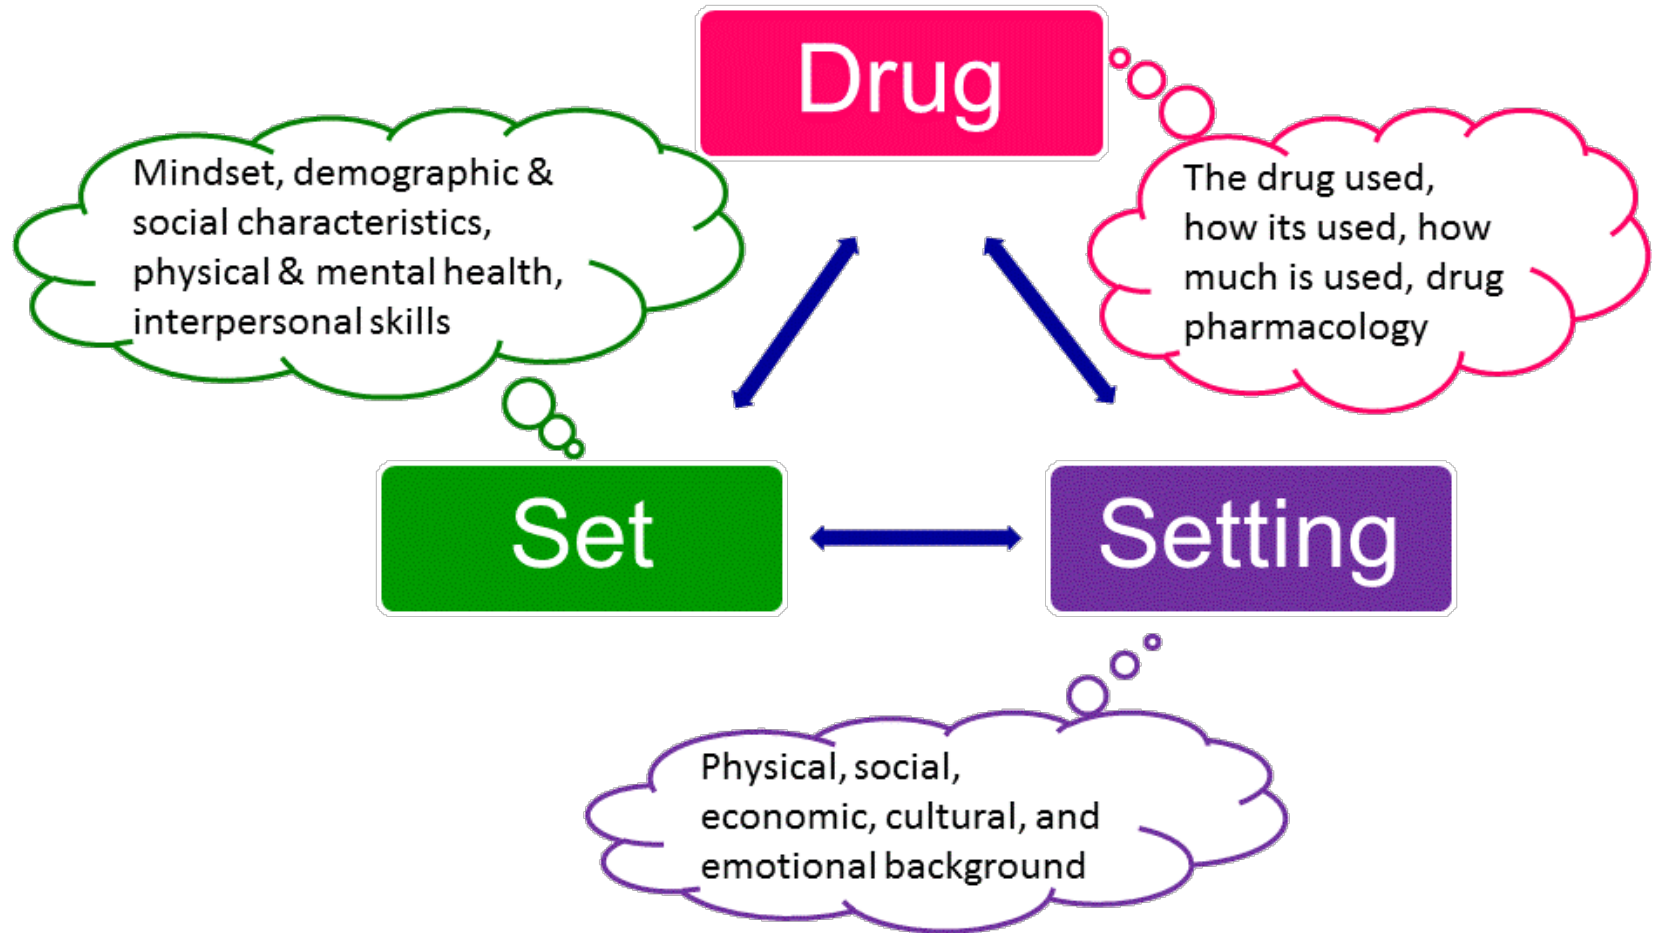 Drug
Mindset, demographic &
social characteristics,
physical & mental health,
interpersonal skills
The drug used,
how its used, how
much is used, drug
pharmacology
Set
Setting
Physical, social,
economic, cultural, and
emotional background